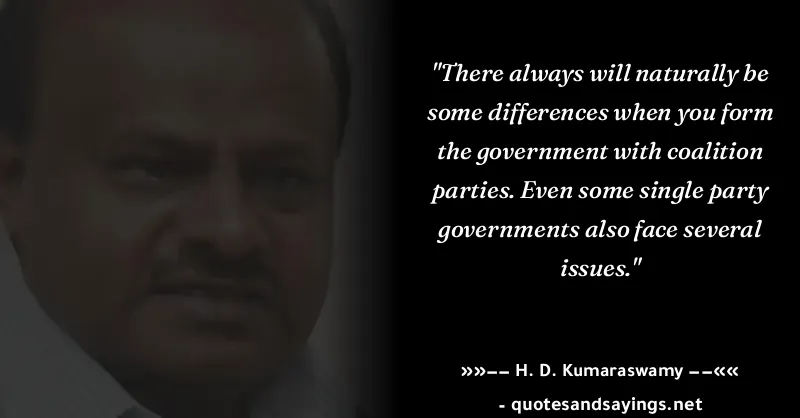 "There always will naturally be
some differences when you form
the government with coalition
parties. Even some single party
governments also face several
issues."
»»–– H. D. Kumaraswamy ––««
- quotesandsayings.net